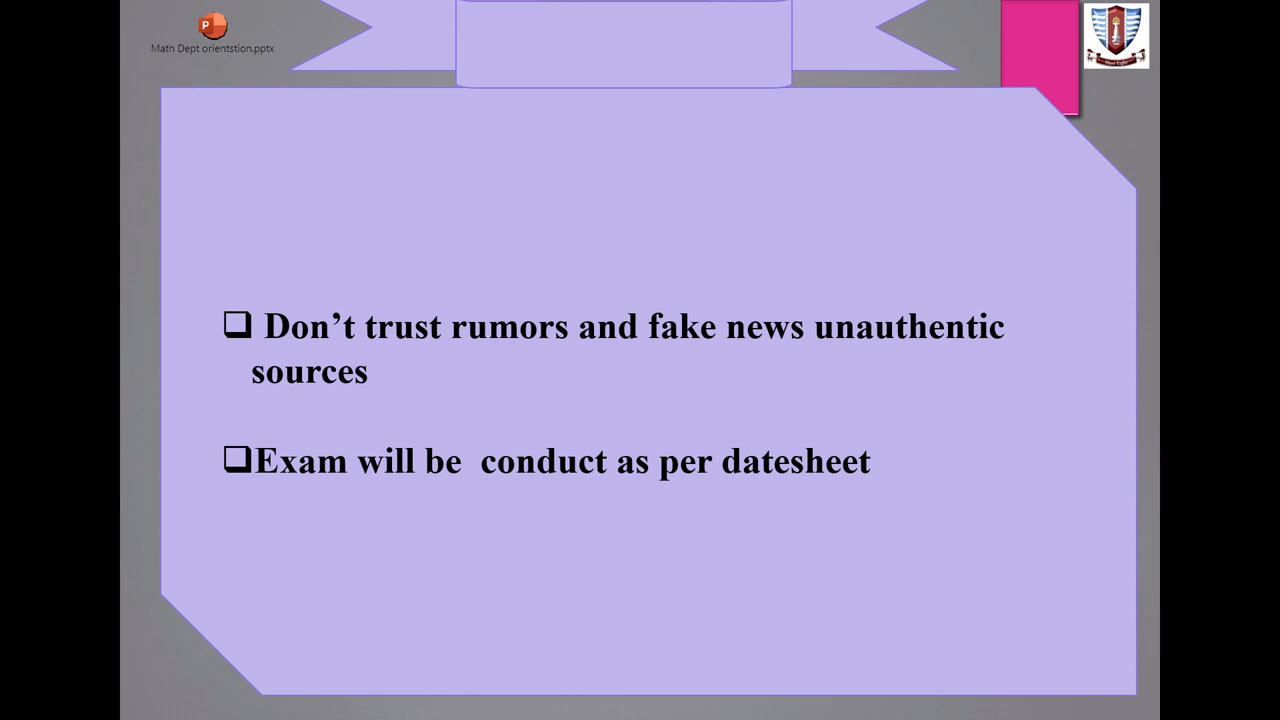 Math Dept orientstion.pptx
Don’t trust rumors and fake news unauthentic
sources
Exam will be conduct as per datesheet